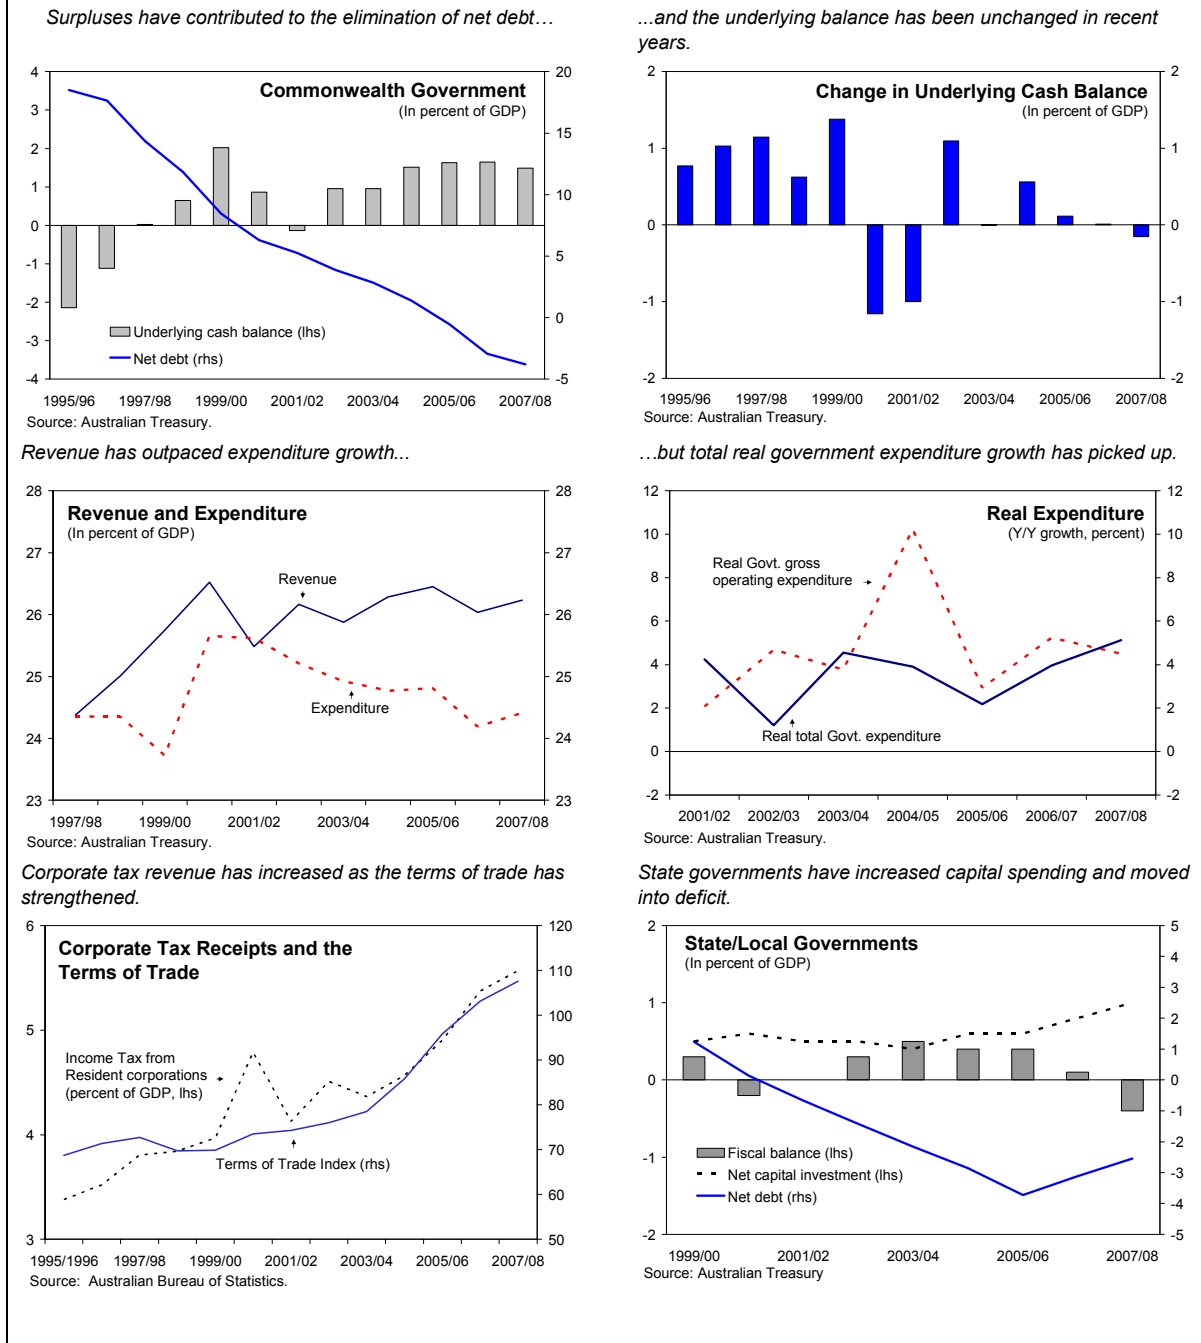 Surpluses have contributed to the elimination of net debt…
Commonwealth Government
(In percent of GDP)
4
3
2
1
0
-1
-2
-3
-4
20
15
10
5
0
-5
Underlying cash balance (lhs)
Net debt (rhs)
1995/96 1997/98 1999/00 2001/02 2003/04 2005/06 2007/08
Source: Australian Treasury.
...and the underlying balance has been unchanged in recent
years.
Change in Underlying Cash Balance
(In percent of GDP)
2
1
0
-1
-2
2
1
0
-1
-2
1995/96 1997/98 1999/00 2001/02 2003/04 2005/06 2007/08
Source: Australian Treasury.
Revenue has outpaced expenditure growth...
Revenue and Expenditure
(In percent of GDP)
28
27
26
25
24
23
28
27
26
25
24
23
Revenue
Expenditure
1997/98 1999/00 2001/02 2003/04 2005/06 2007/08
Source: Australian Treasury.
…but total real government expenditure growth has picked up.
Real Expenditure
(Y/Y growth, percent)
12
10
8
6
4
2
0
-2
12
10
8
6
4
2
0
-2
Real Govt. gross
operating expenditure
Real total Govt. expenditure
2001/02 2002/03 2003/04 2004/05 2005/06 2006/07 2007/08
Source: Australian Treasury.
Corporate tax revenue has increased as the terms of trade has
strengthened.
Corporate Tax Receipts and the
Terms of Trade
6
5
4
3
120
110
100
90
80
70
60
50
Income Tax from
Resident corporations
(percent of GDP, lhs)
Terms of Trade Index (rhs)
1995/1996 1997/98 1999/00 2001/02 2003/04 2005/06 2007/08
Source: Australian Bureau of Statistics.
State governments have increased capital spending and moved
into deficit.
State/Local Governments
(In percent of GDP)
2
1
0
-1
-2
5
4
3
2
1
0
-1
-2
-3
-4
-5
Fiscal balance (lhs)
Net capital investment (lhs)
Net debt (rhs)
1999/00 2001/02 2003/04 2005/06 2007/08
Source: Australian Treasury